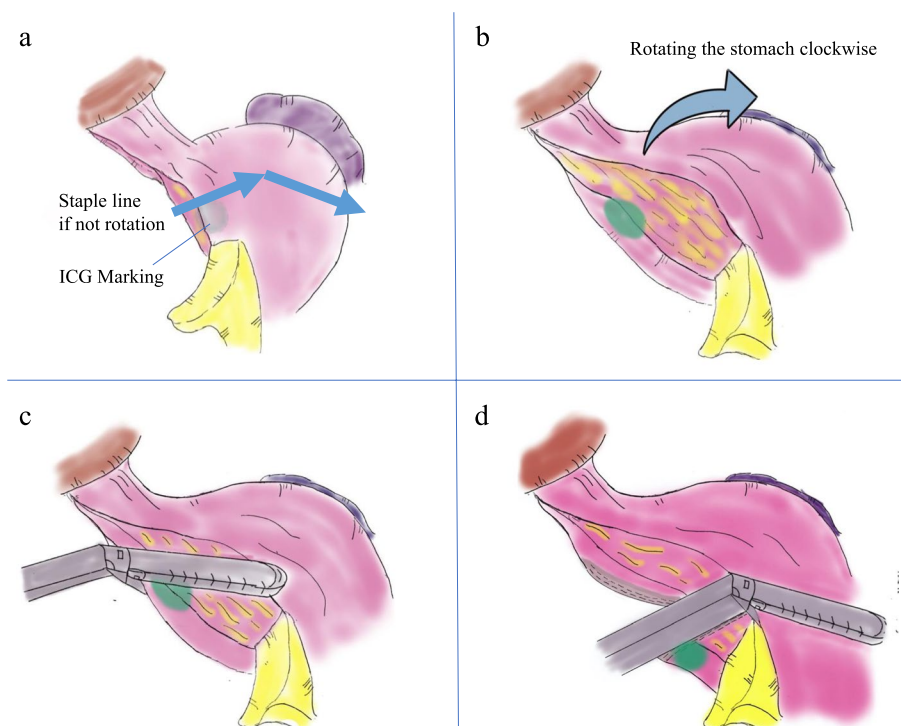 a
b
Rotating the stomach clockwise
Staple line
if not rotation
ICG Marking
c
d